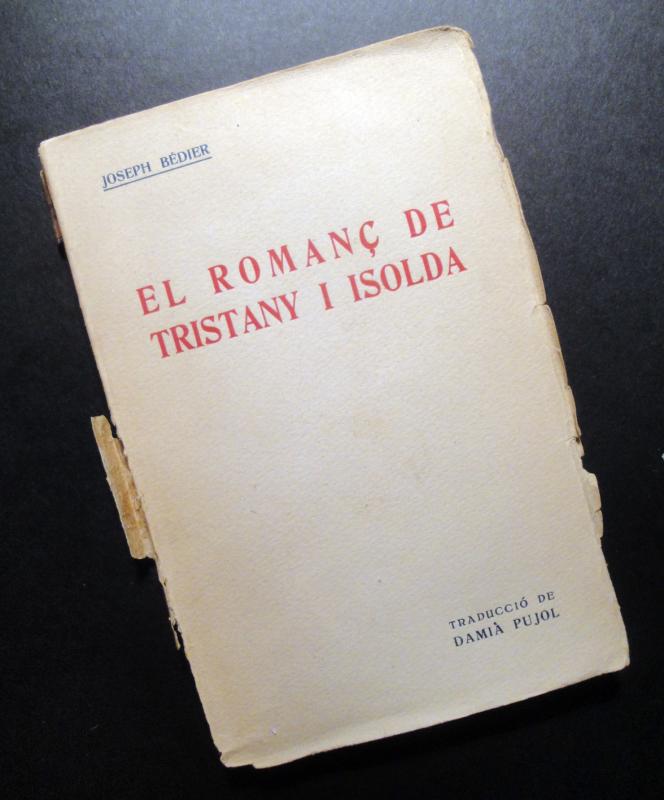 JOSEPH BÉDIER
EL ROMANÇ DE
TRISTANY I ISOLDA
TRADUCCIÓ DE
DAMIÀ PUJOL